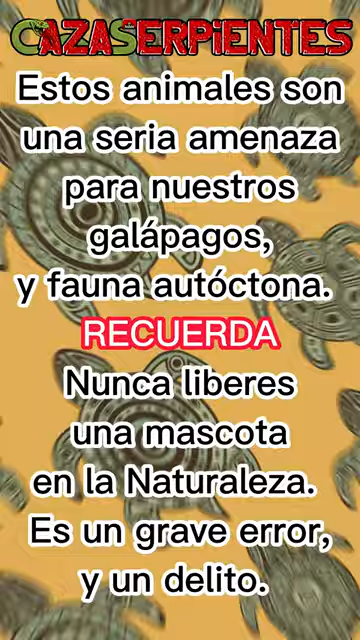 CAZASERPiENTES
Estos animales son
una seria amenaza
para nuestros
galápagos,
y fauna autóctona.
RECUERDA
Nunca liberes
una mascota
en la Naturaleza.
Es un grave error,
y un delito.